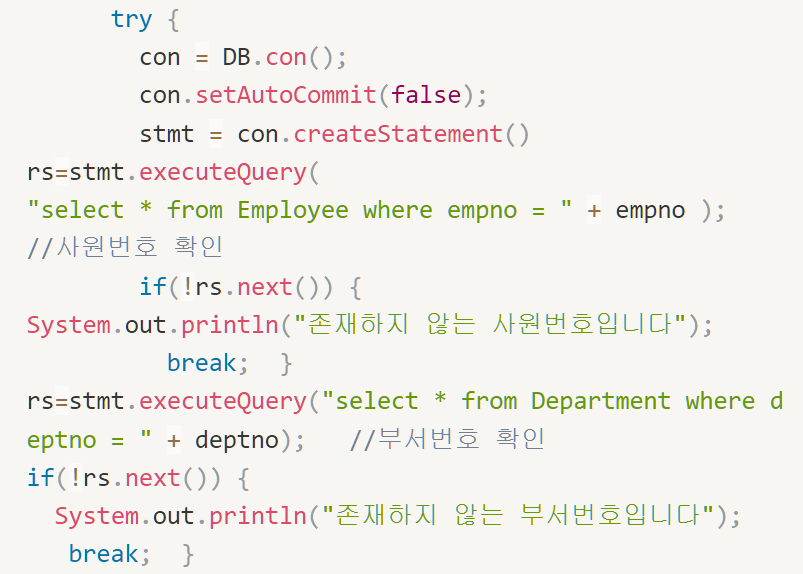 try {
con = DB.con();
con.setAutoCommit(false);
stmt = con.createStatement()
rs=stmt.executeQuery(
"select * from Employee where empno = " + empno );
//사원번호 확인
if(!rs.next()) {
System.out.println("존재하지 않는 사원번호입니다");
break;  }
rs=stmt.executeQuery("select * from Department where d
eptno = " + deptno);   //부서번호 확인
if(!rs.next()) {
System.out.println("존재하지 않는 부서번호입니다");
break;  }